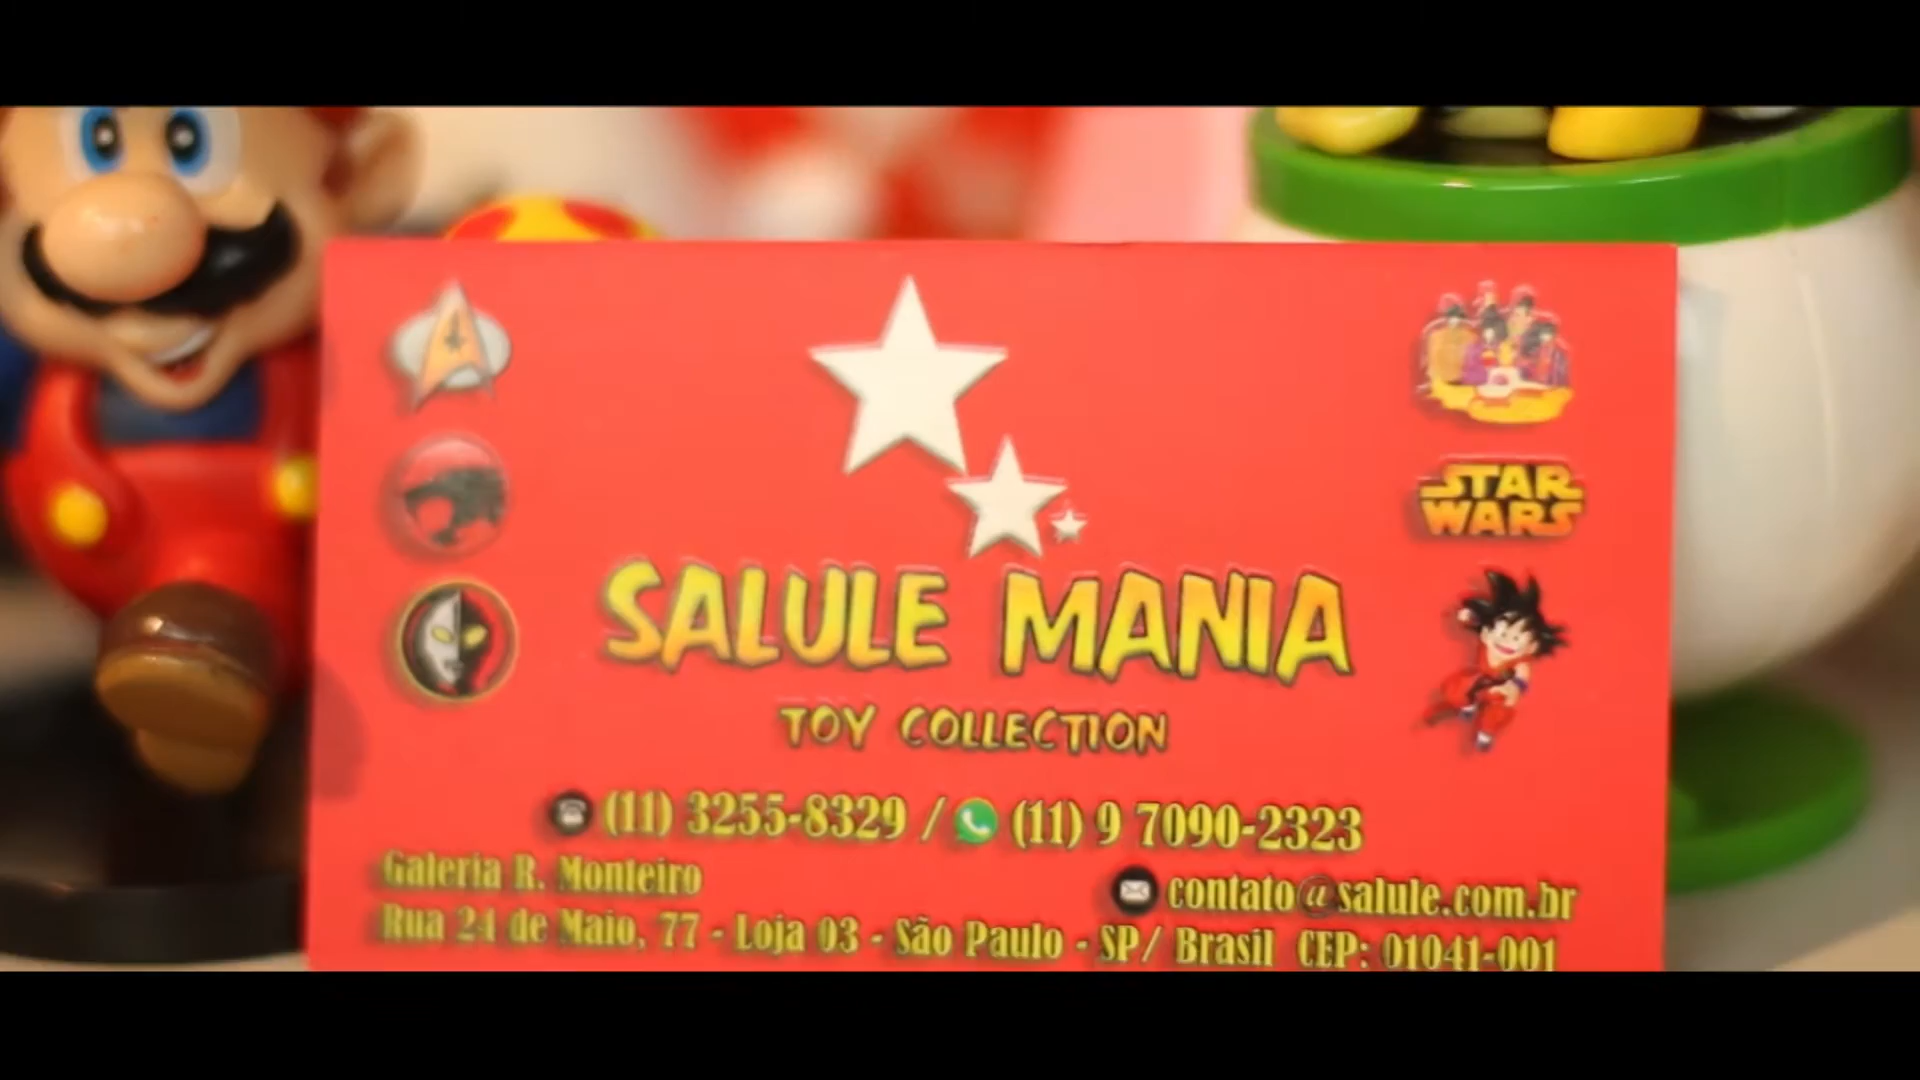 STAR
WARS
SALULE MANIA
TOY COLLECTION
(11) 3255-8329 / (11) 9 7090-2323
Galeria R. Monteiro
contato@salule.com.br
Rua 24 de Maio, 77 - Loja 03 - São Paulo - SP/ Brasil CEP: 01041-001